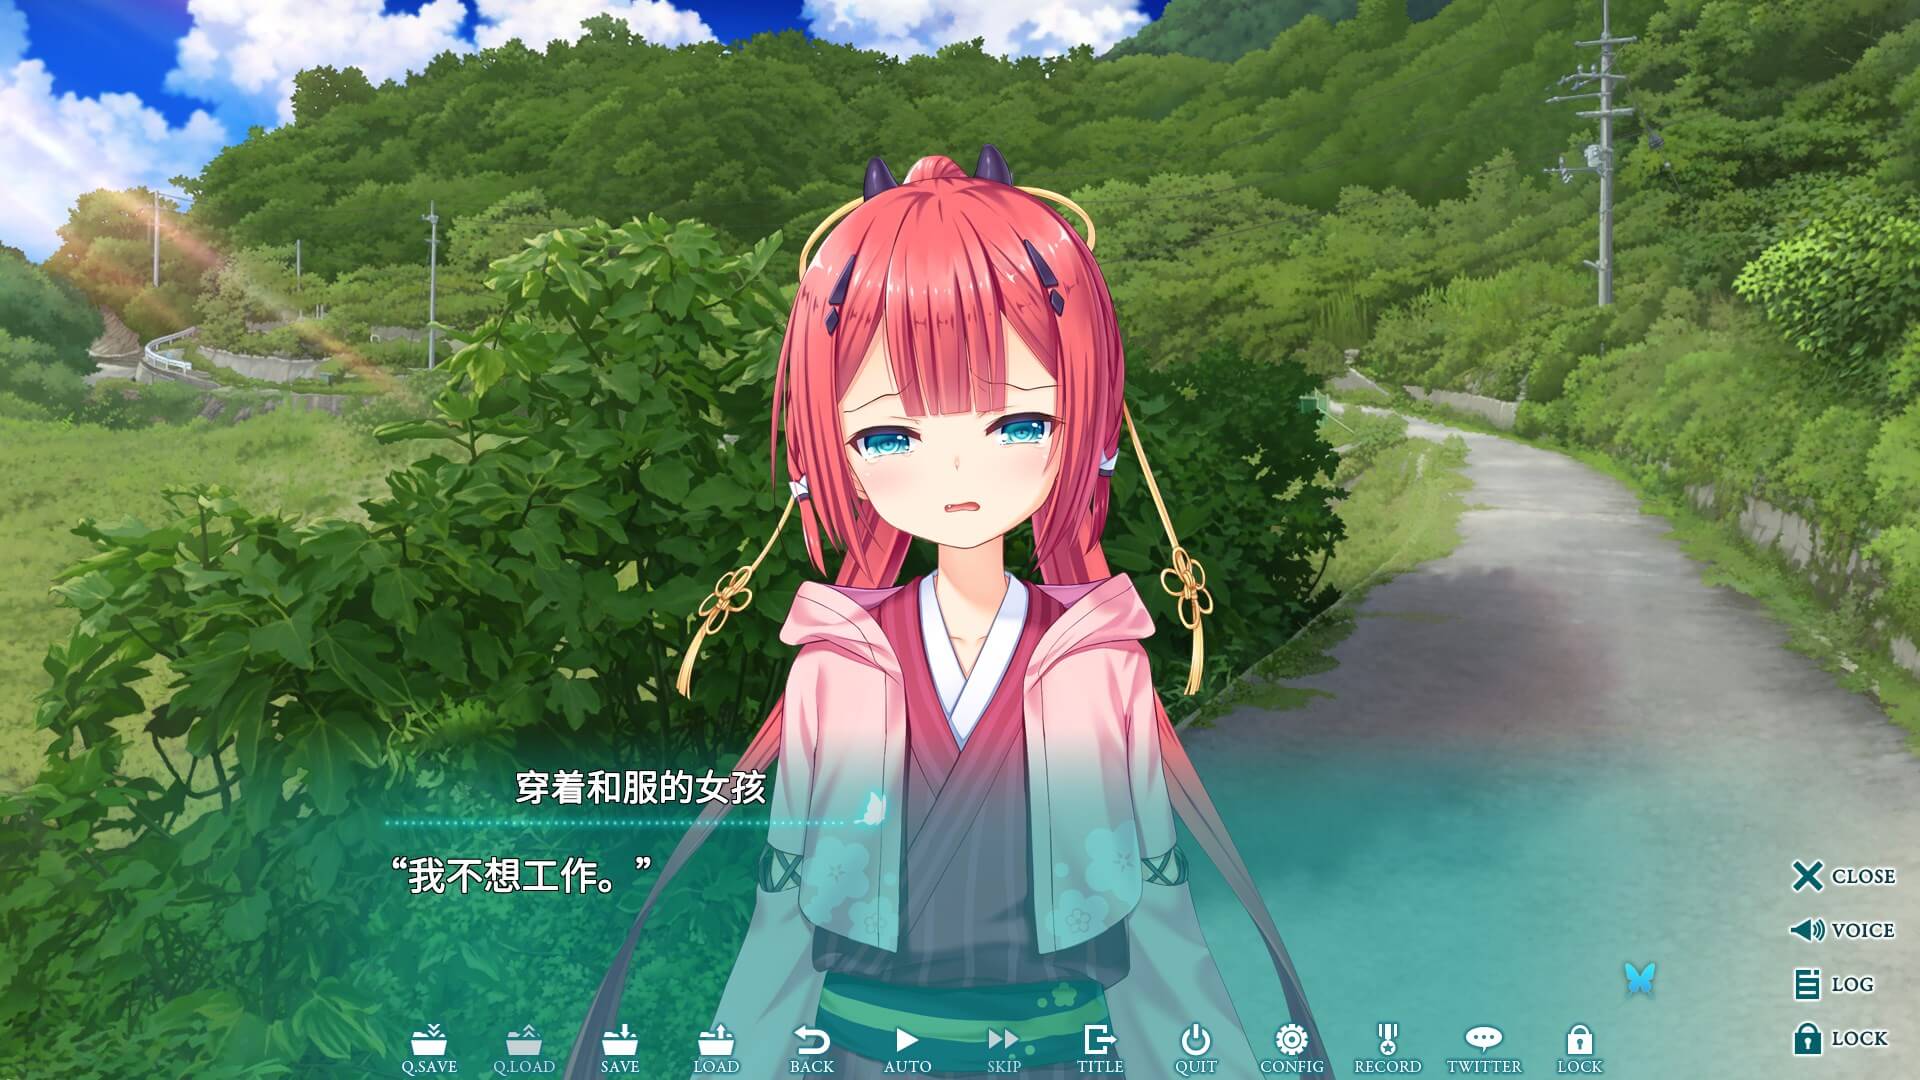 穿着和服的女孩
“我不想工作。”
CLOSE
VOICE
LOG
LOCK
Q.SAVE
Q.LOAD
SAVE
LOAD
BACK
AUTO
SKIP
TITLE
QUIT
CONFIG
RECORD
TWITTER
LOCK